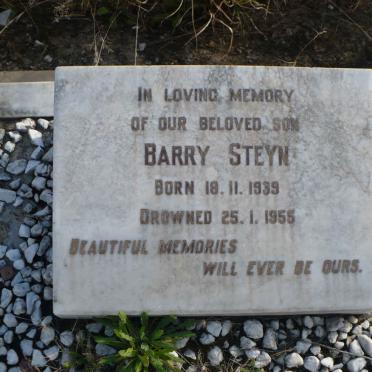 IN LOVING MEMORY
OF OUR BELOVED SON
BARRY STEYN
BORN 18.11.1939
DROWNED 25.1.1955
BEAUTIFUL MEMORIES
WILL EVER BE OURS.